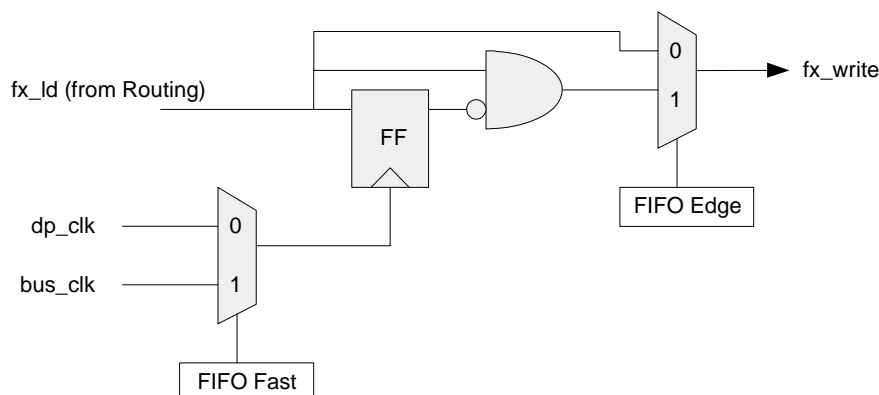 0
fx_write
fx_ld (from Routing)
1
FF
FIFO Edge
dp_clk
0
bus_clk
1
FIFO Fast